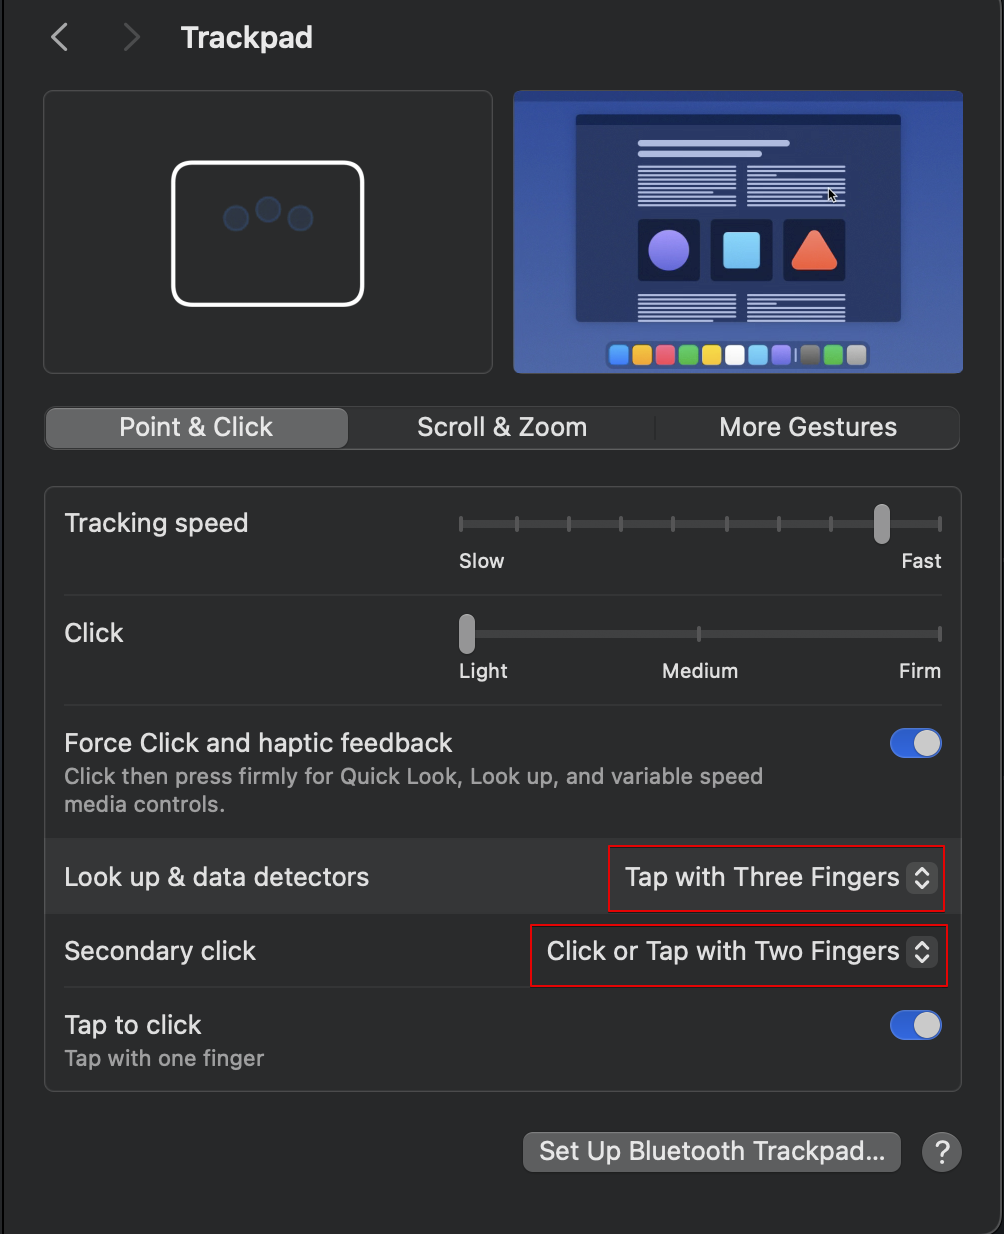 Trackpad
Point & Click
Scroll & Zoom
More Gestures
Tracking speed
Slow
Fast
Click
Light
Medium
Firm
Force Click and haptic feedback
Click then press firmly for Quick Look, Look up, and variable speed
media controls.
Look up & data detectors
Tap with Three Fingers
Secondary click
Click or Tap with Two Fingers
Tap to click
Tap with one finger
Set Up Bluetooth Trackpad...
?